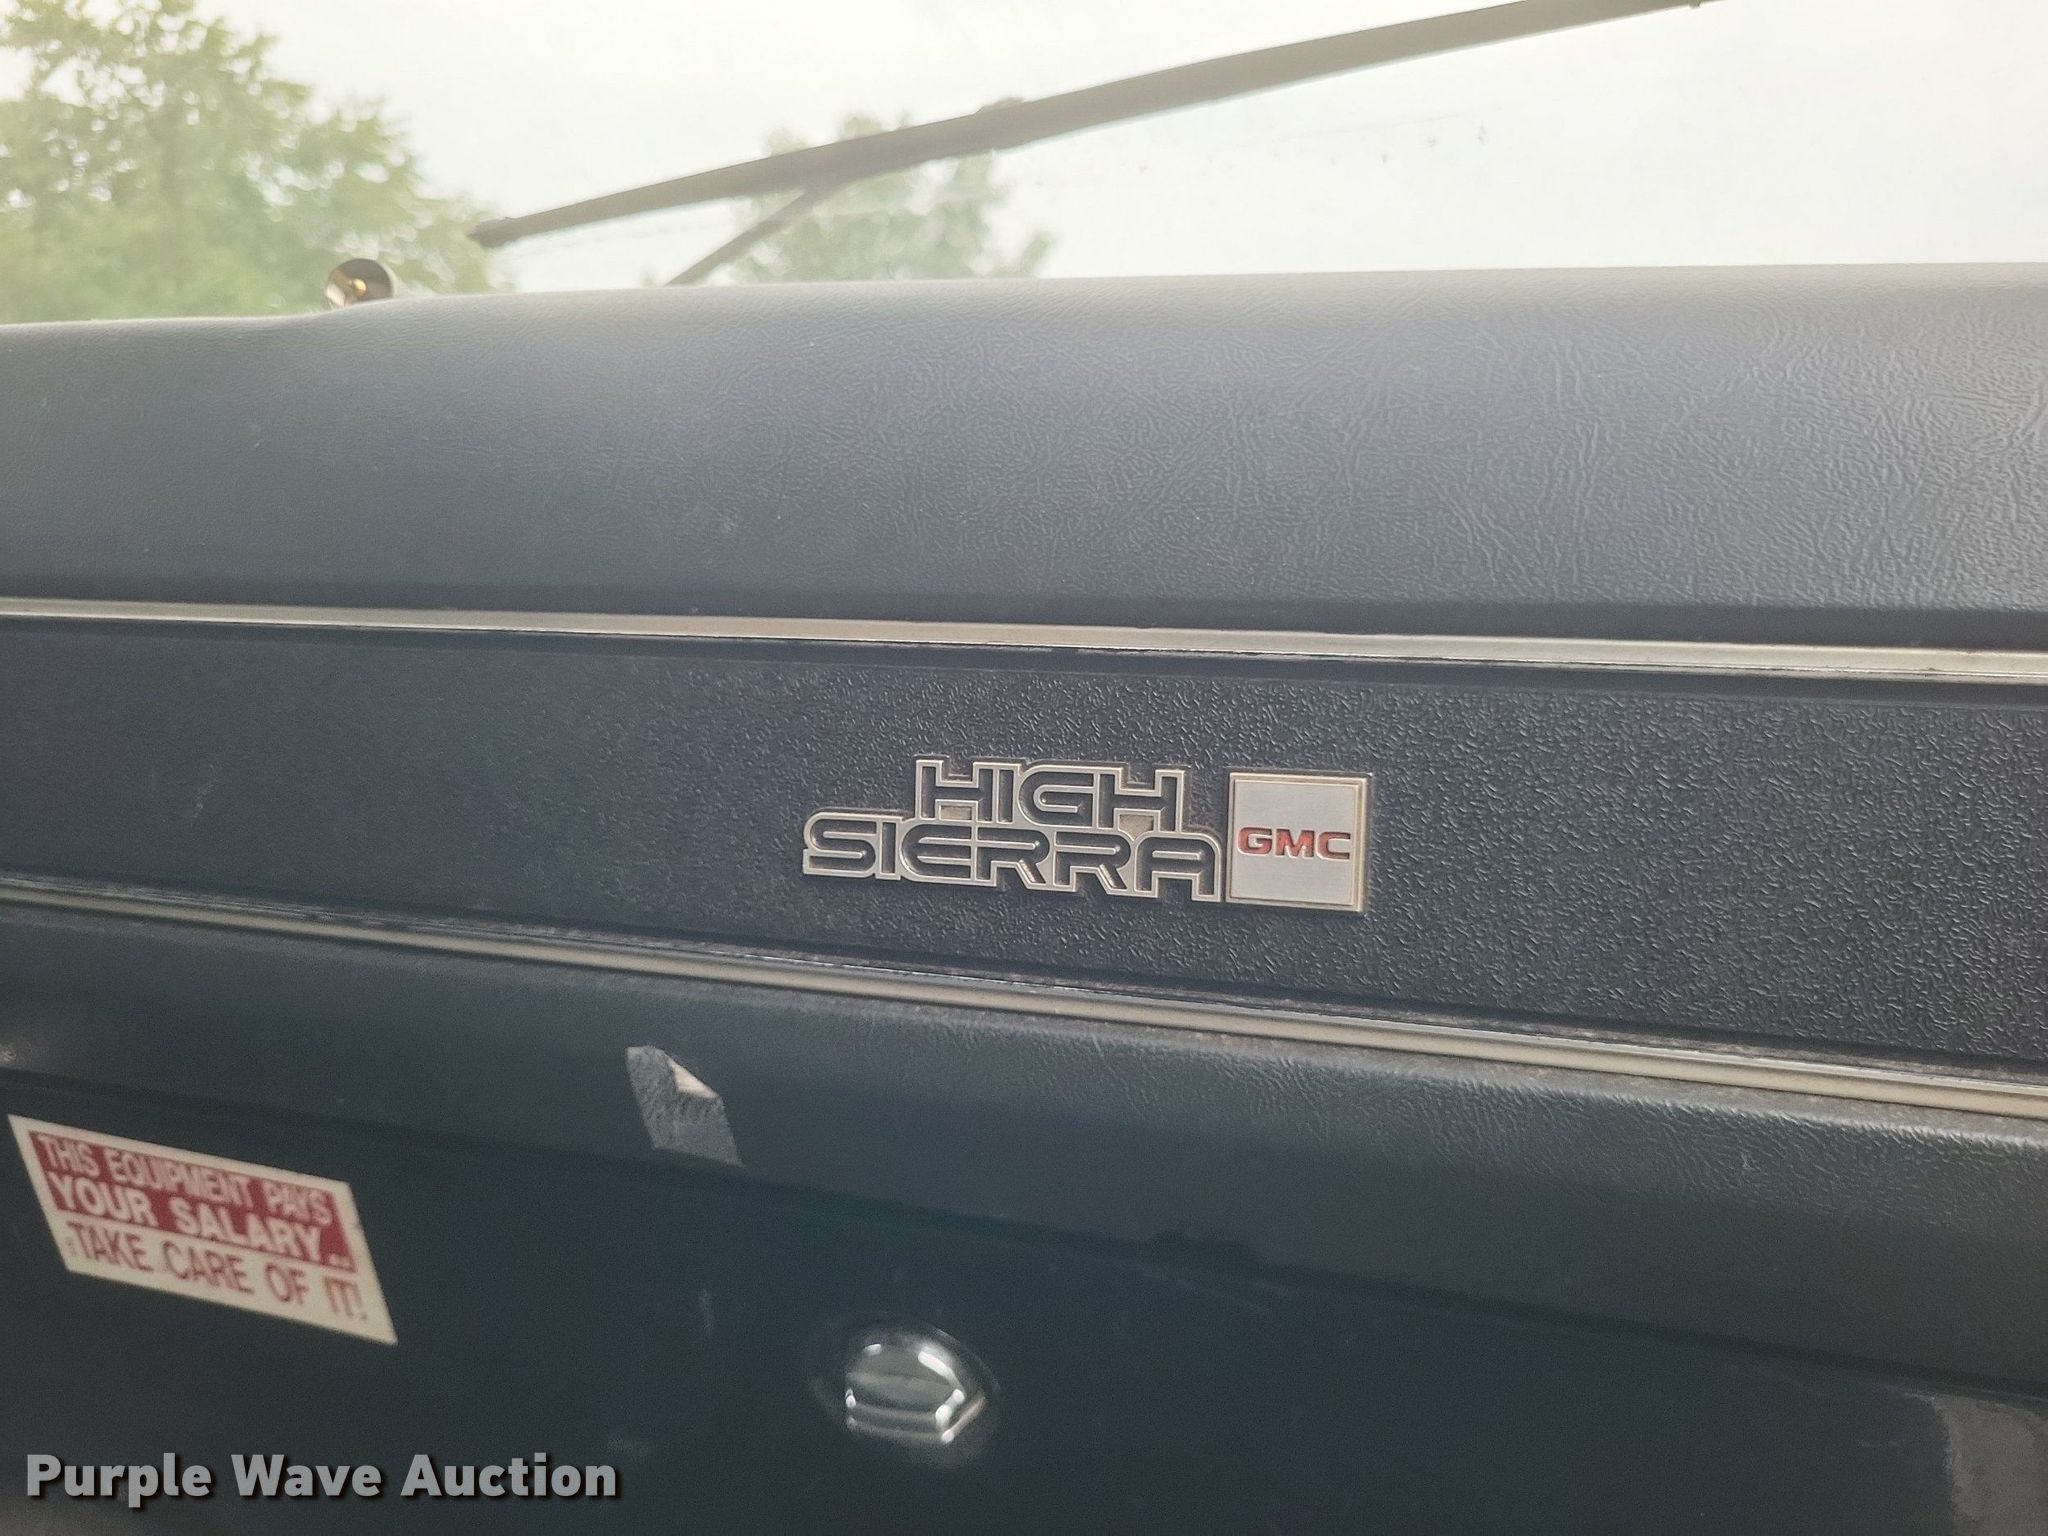 HIGH
SIERRA
GMC
THIS EQUIPMENT PAYS
YOUR SALARY
TAKE CARE OF IT!
Purple Wave Auction